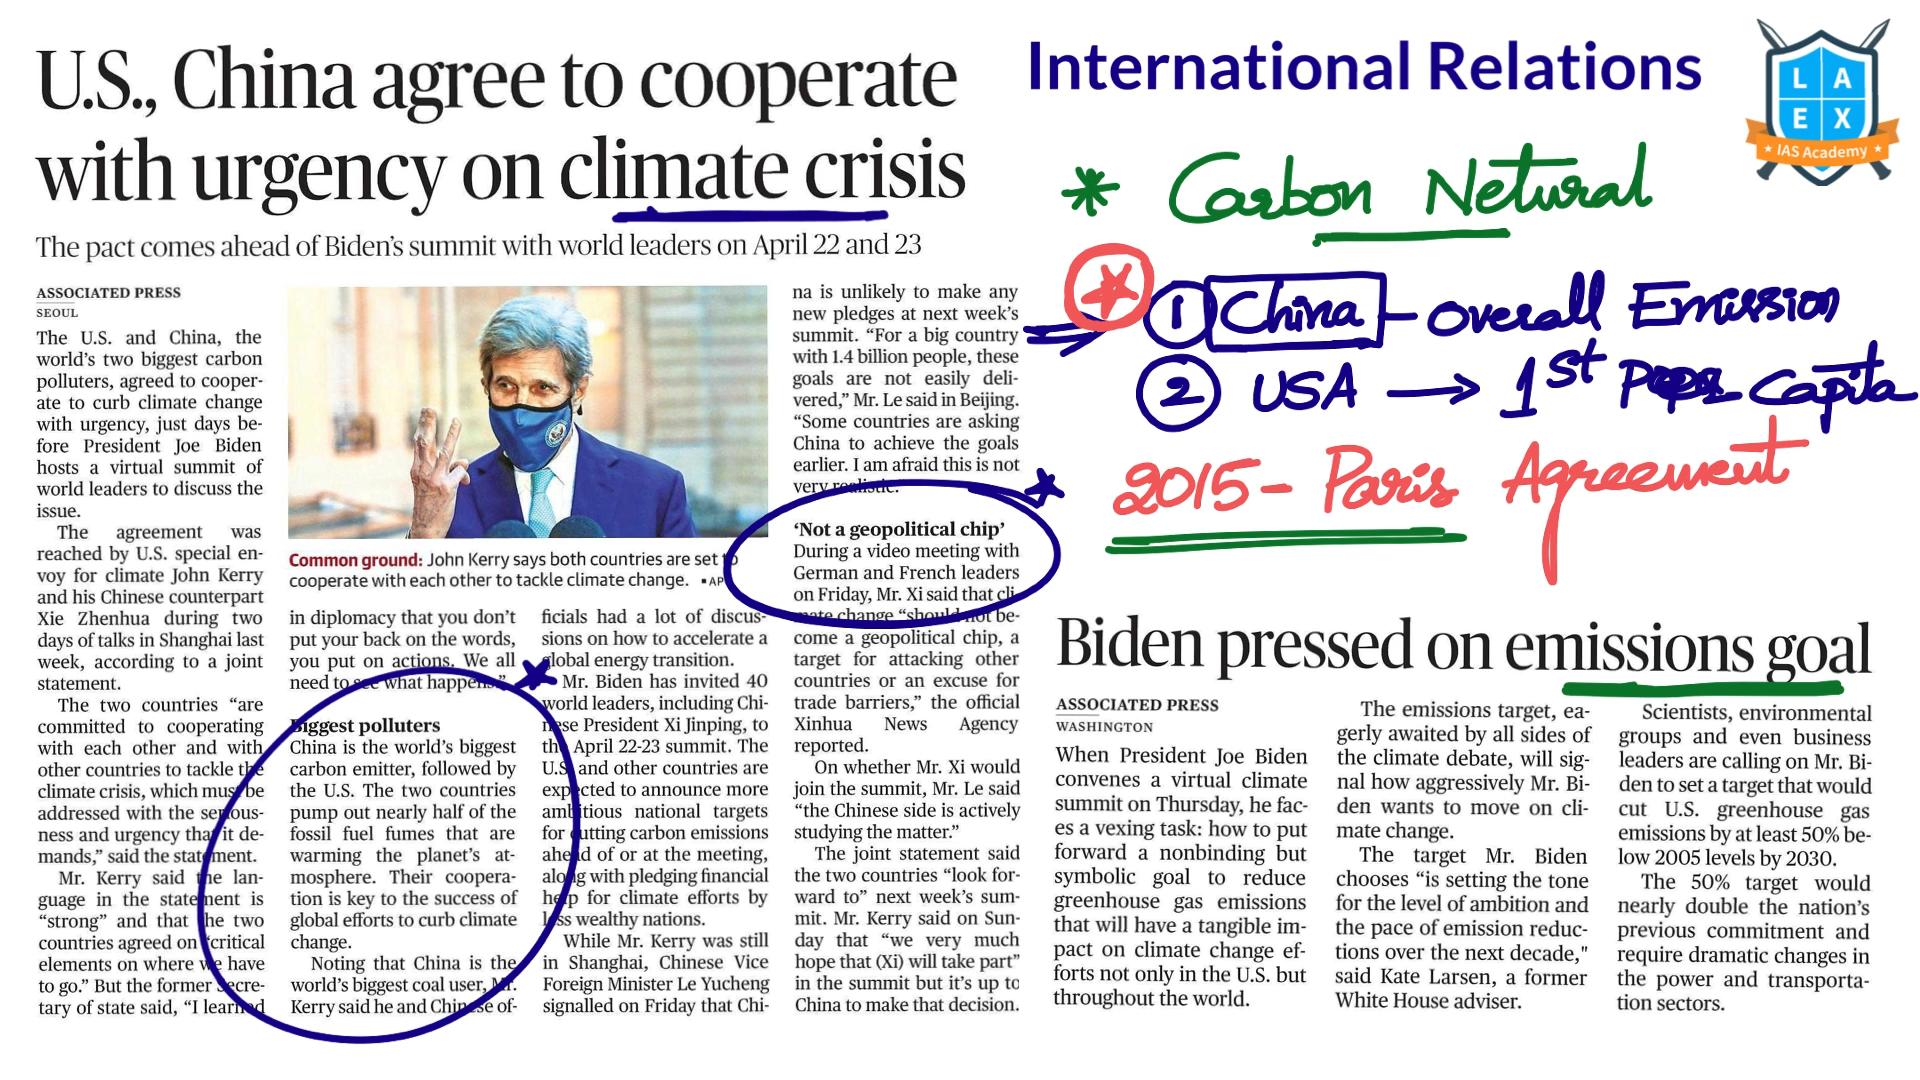 U.S., China agree to cooperate
with urgency on climate crisis
The pact comes ahead of Biden's summit with world leaders on April 22 and 23
ASSOCIATED PRESS
SEOUL
The U.S. and China, the
world's two biggest carbon
polluters, agreed to cooper-
ate to curb climate change
with urgency, just days be-
fore President Joe Biden
hosts a virtual summit of
world leaders to discuss the
issue.
The agreement was
reached by U.S. special en-
voy for climate John Kerry
and his Chinese counterpart
Xie Zhenhua during two
days of talks in Shanghai last
week, according to a joint
statement.
The two countries "are
committed to cooperating
with each other and with
other countries to tackle the
climate crisis, which must be
addressed with the serious-
ness and urgency that it de-
mands," said the statement.
Mr. Kerry said the lan-
guage in the statement is
"strong" and that the two
countries agreed on "critical
elements on where we have
to go." But the former secre-
tary of state said, "I learned
Common ground: John Kerry says both countries are set to
cooperate with each other to tackle climate change. ▪ AP
in diplomacy that you don't
put your back on the words,
you put on actions. We all
need to see what happens."
Biggest polluters
China is the world's biggest
carbon emitter, followed by
the U.S. The two countries
pump out nearly half of the
fossil fuel fumes that are
warming the planet's at-
mosphere. Their coopera-
tion is key to the success of
global efforts to curb climate
change.
Noting that China is the
world's biggest coal user, Mr.
Kerry said he and Chinese of-
ficials had a lot of discus-
sions on how to accelerate a
global energy transition.
Mr. Biden has invited 40
world leaders, including Chi-
nese President Xi Jinping, to
the April 22-23 summit. The
U.S. and other countries are
expected to announce more
ambitious national targets
for cutting carbon emissions
ahead of or at the meeting,
along with pledging financial
help for climate efforts by
less wealthy nations.
While Mr. Kerry was still
in Shanghai, Chinese Vice
Foreign Minister Le Yucheng
signalled on Friday that Chi-
na is unlikely to make any
new pledges at next week's
summit. "For a big country
with 1.4 billion people, these
goals are not easily deli-
vered," Mr. Le said in Beijing.
"Some countries are asking
China to achieve the goals
earlier. I am afraid this is not
very realistic."
'Not a geopolitical chip'
During a video meeting with
German and French leaders
on Friday, Mr. Xi said that cli-
mate change "should not be-
come a geopolitical chip, a
target for attacking other
countries or an excuse for
trade barriers," the official
Xinhua News Agency
reported.
On whether Mr. Xi would
join the summit, Mr. Le said
"the Chinese side is actively
studying the matter."
The joint statement said
the two countries "look for-
ward to" next week's sum-
mit. Mr. Kerry said on Sun-
day that "we very much
hope that (Xi) will take part"
in the summit but it's up to
China to make that decision.
International Relations
L A
E X
★ IAS Academy ★
* Carbon Netural
① China - overall Emission
② USA → 1st Capita
2015 - Paris Agreement
Biden pressed on emissions goal
ASSOCIATED PRESS
WASHINGTON
When President Joe Biden
convenes a virtual climate
summit on Thursday, he fac-
es a vexing task: how to put
forward a nonbinding but
symbolic goal to reduce
greenhouse gas emissions
that will have a tangible im-
pact on climate change ef-
forts not only in the U.S. but
throughout the world.
The emissions target, ea-
gerly awaited by all sides of
the climate debate, will sig-
nal how aggressively Mr. Bi-
den wants to move on cli-
mate change.
The target Mr. Biden
chooses "is setting the tone
for the level of ambition and
the pace of emission reduc-
tions over the next decade,"
said Kate Larsen, a former
White House adviser.
Scientists, environmental
groups and even business
leaders are calling on Mr. Bi-
den to set a target that would
cut U.S. greenhouse gas
emissions by at least 50% be-
low 2005 levels by 2030.
The 50% target would
nearly double the nation's
previous commitment and
require dramatic changes in
the power and transporta-
tion sectors.